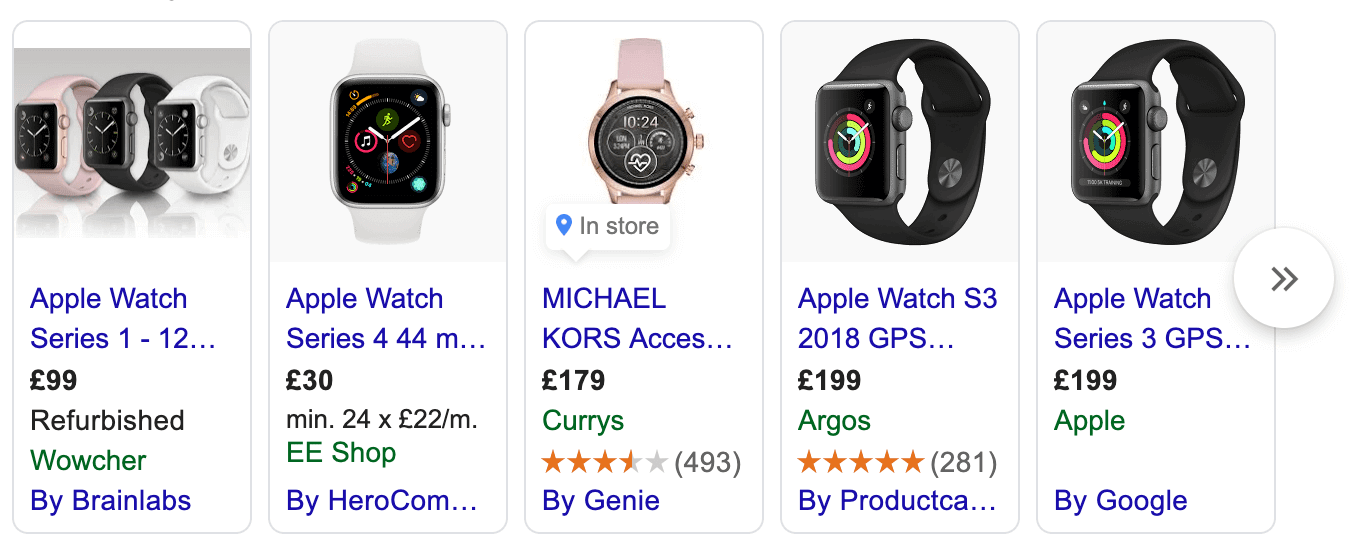 Apple Watch
Series 1 - 12...
£99
Refurbished
Wowcher
By Brainlabs
Apple Watch
Series 4 44 m...
£30
min. 24 x £22/m.
EE Shop
By HeroCom...
10:24
In store
MICHAEL
KORS Acces...
£179
Currys
(493)
By Genie
Apple Watch S3
2018 GPS...
£199
Argos
(281)
By Productca...
Apple Watch
Series 3 GPS...
£199
Apple
By Google